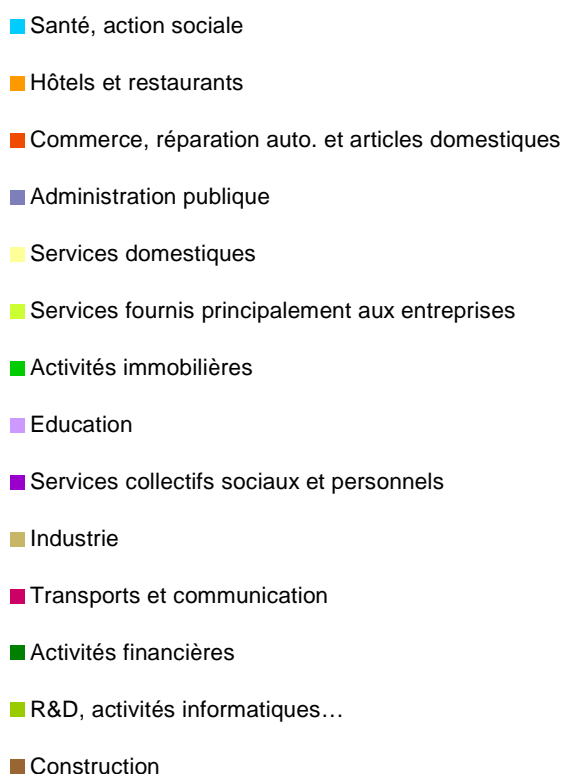 Santé, action sociale
Hôtels et restaurants
Commerce, réparation auto. et articles domestiques
Administration publique
Services domestiques
Services fournis principalement aux entreprises
Activités immobilières
Education
Services collectifs sociaux et personnels
Industrie
Transports et communication
Activités financières
R&D, activités informatiques…
Construction